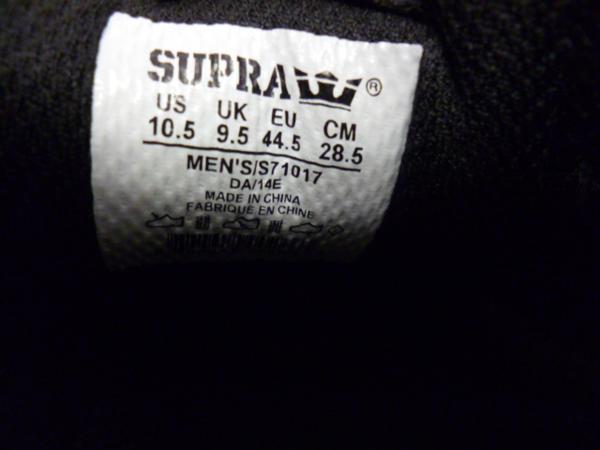 SUPRA ®
US UK EU CM
10.5 9.5 44.5 28.5
MEN'S/S71017
DA/14E
MADE IN CHINA
FABRIQUE EN CHINE